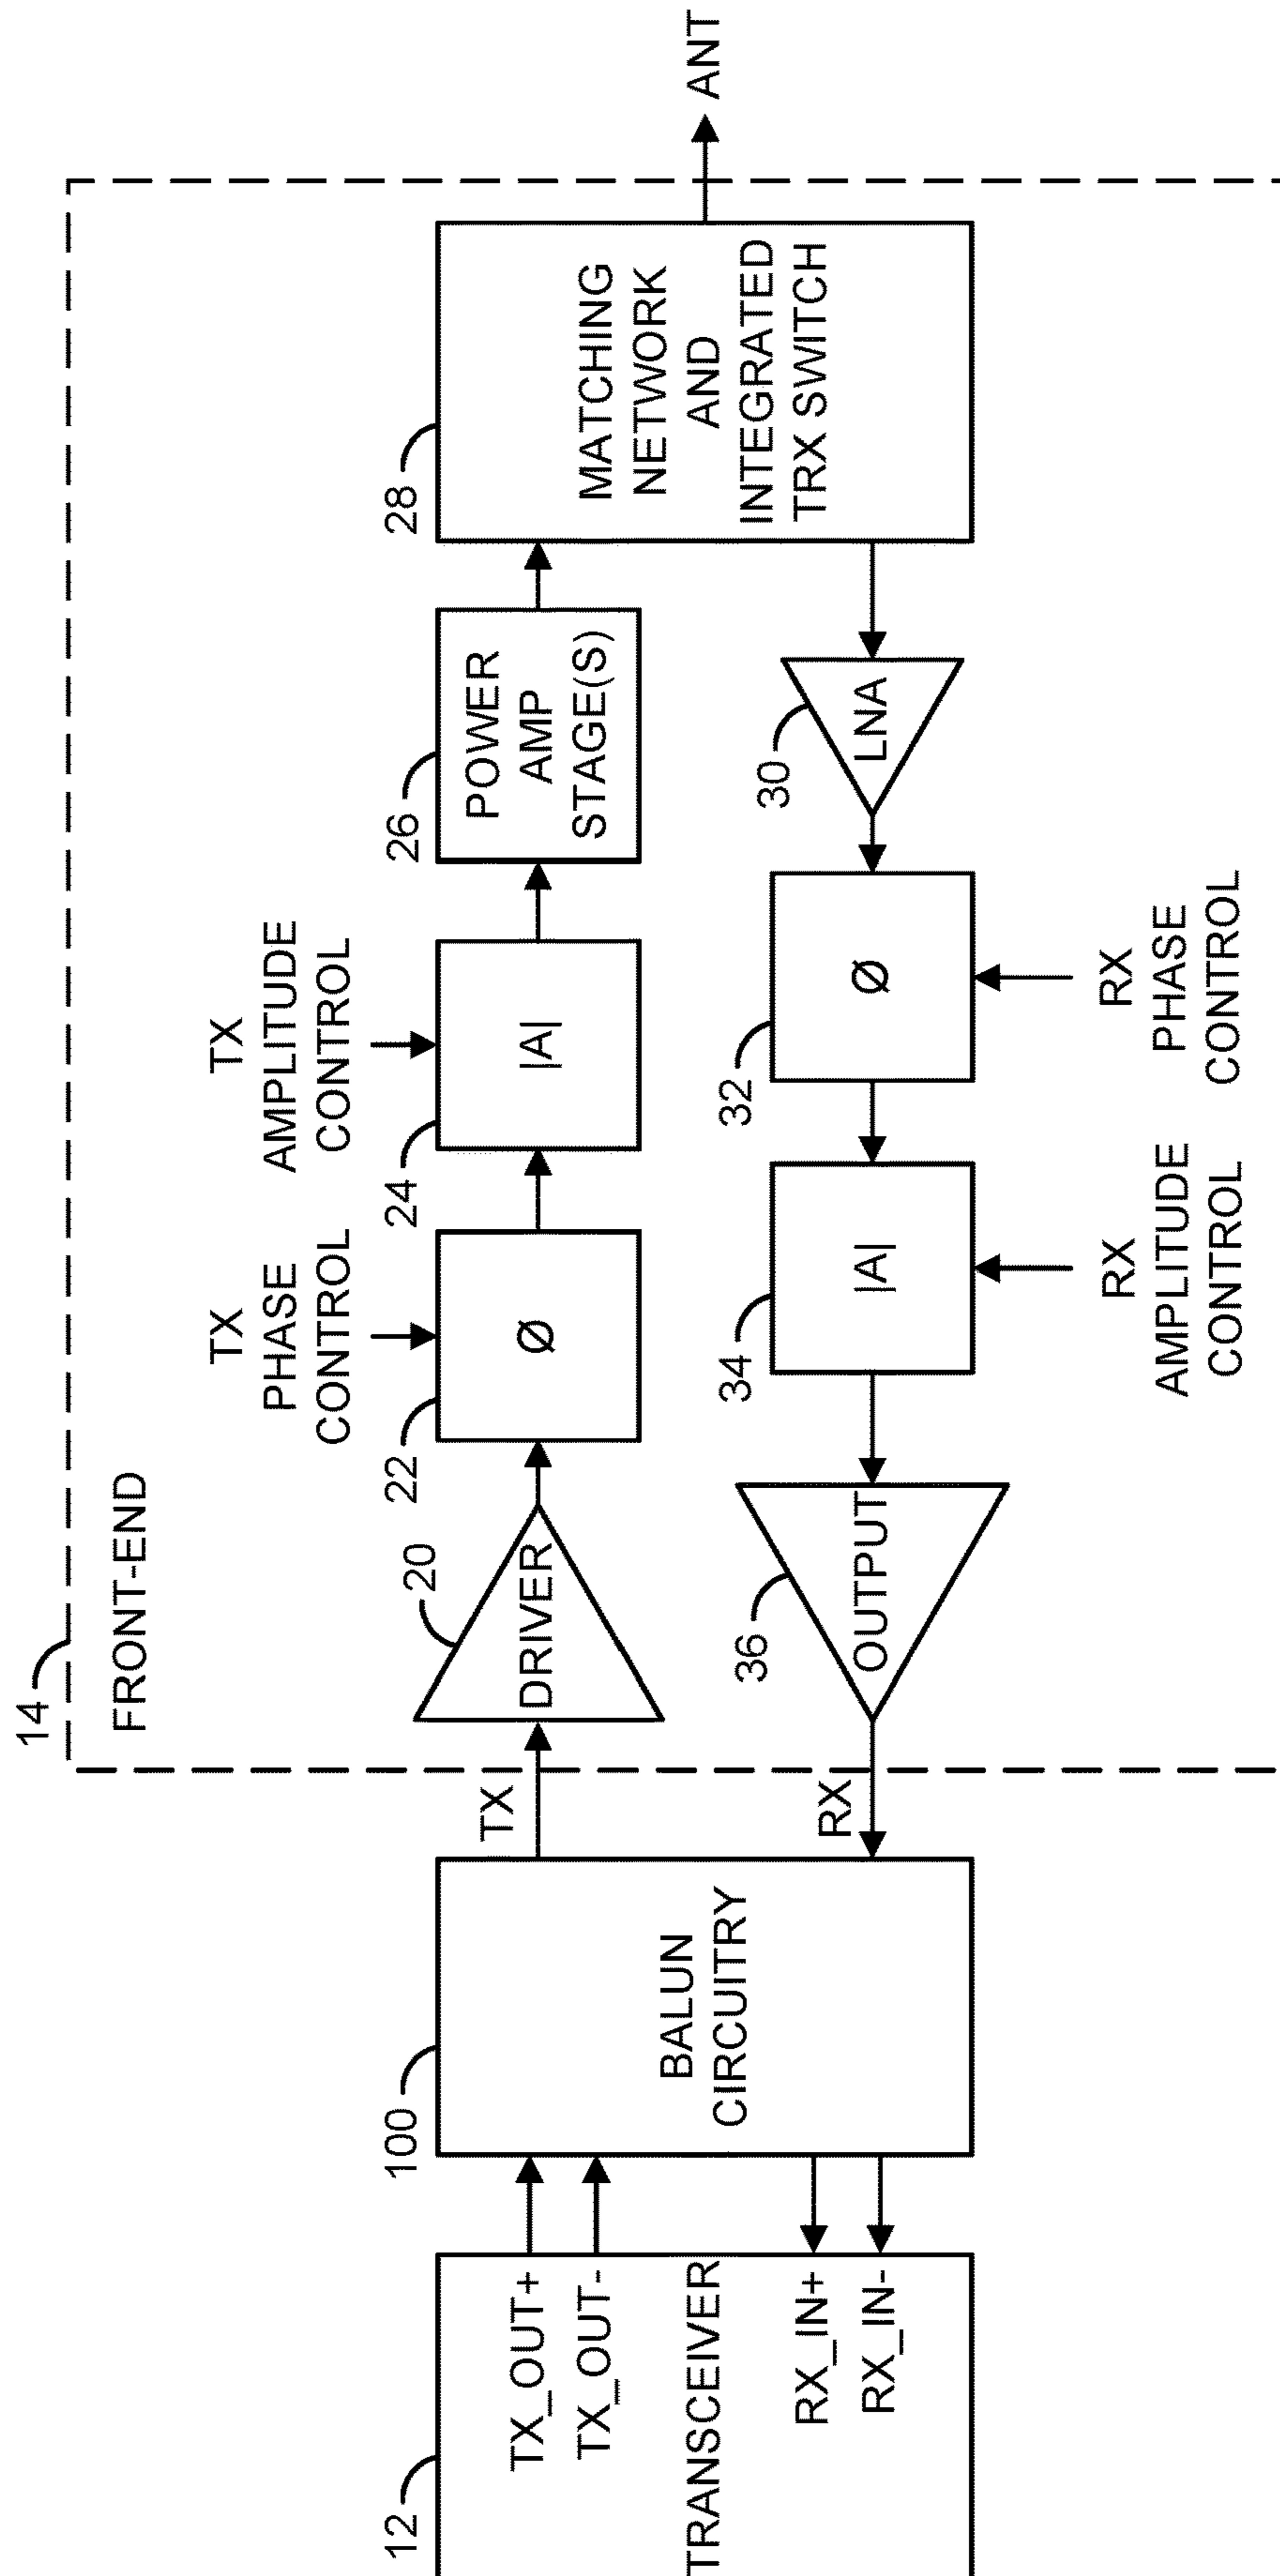 14
FRONT-END
TX
PHASE
CONTROL
TX
AMPLITUDE
CONTROL
12
100
20
22
24
26
28
TX_OUT+
TX_OUT-
TRANSCEIVER
RX_IN+
RX_IN-
BALUN
CIRCUITRY
TX
RX
DRIVER
Ø
|A|
POWER
AMP
STAGE(S)
MATCHING
NETWORK
AND
INTEGRATED
TRX SWITCH
ANT
36
OUTPUT
34
|A|
32
Ø
30
LNA
RX
AMPLITUDE
CONTROL
RX
PHASE
CONTROL